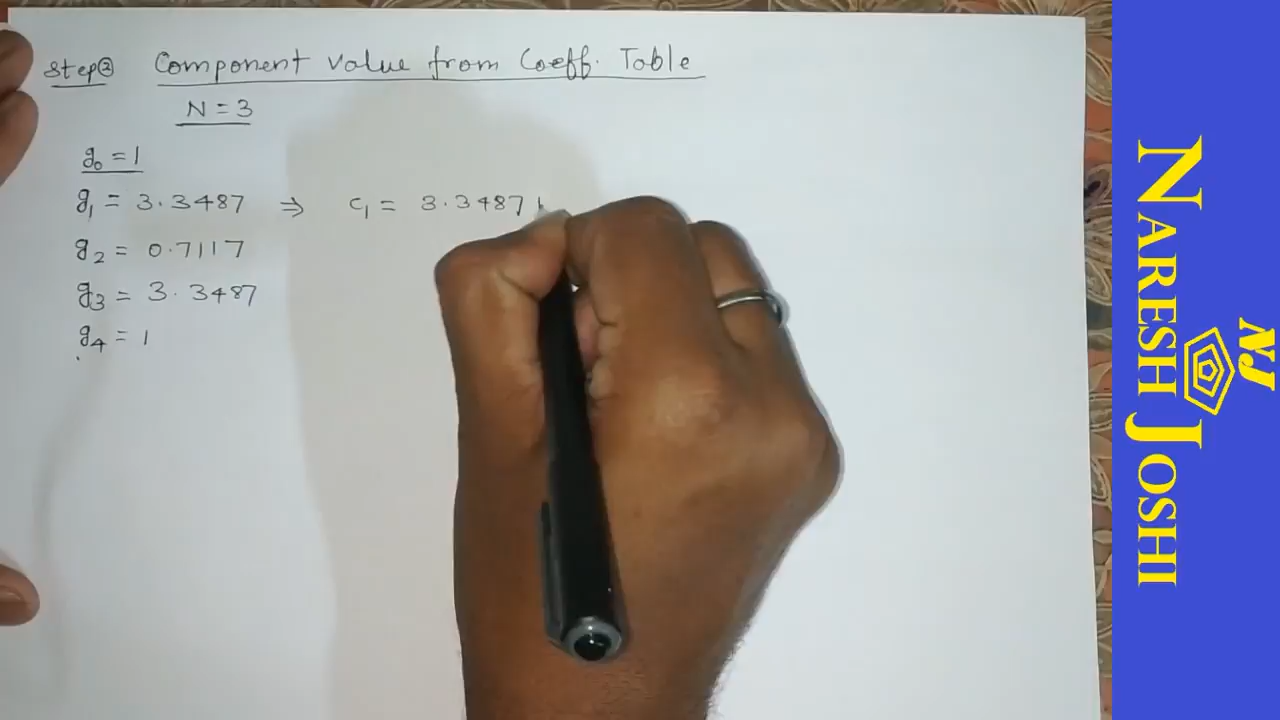 Step② Component value from Coeff. Table
N = 3
g₀ = 1
g₁ = 3.3487 ⇒ C₁ = 3.3487
g₂ = 0.7117
g₃ = 3.3487
g₄ = 1
NARESH JOSHI
NJ